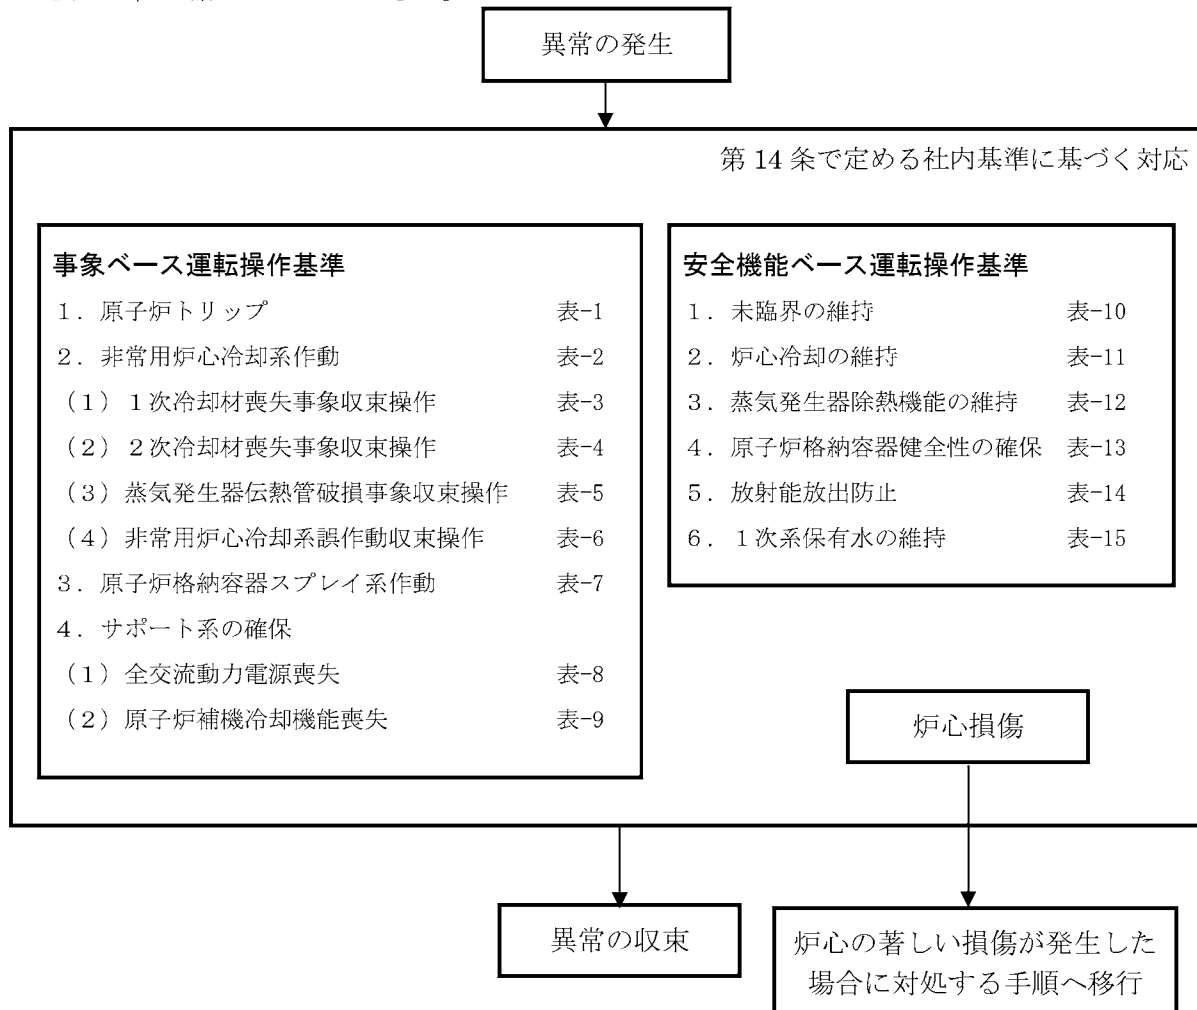 異常の発生
第 14 条で定める社内基準に基づく対応
事象ベース運転操作基準
1．原子炉トリップ 表-1
2．非常用炉心冷却系作動 表-2
（1）1次冷却材喪失事象収束操作 表-3
（2）2次冷却材喪失事象収束操作 表-4
（3）蒸気発生器伝熱管破損事象収束操作 表-5
（4）非常用炉心冷却系誤作動収束操作 表-6
3．原子炉格納容器スプレイ系作動 表-7
4．サポート系の確保
（1）全交流動力電源喪失 表-8
（2）原子炉補機冷却機能喪失 表-9
安全機能ベース運転操作基準
1．未臨界の維持 表-10
2．炉心冷却の維持 表-11
3．蒸気発生器除熱機能の維持 表-12
4．原子炉格納容器健全性の確保 表-13
5．放射能放出防止 表-14
6．1次系保有水の維持 表-15
炉心損傷
異常の収束
炉心の著しい損傷が発生した
場合に対処する手順へ移行